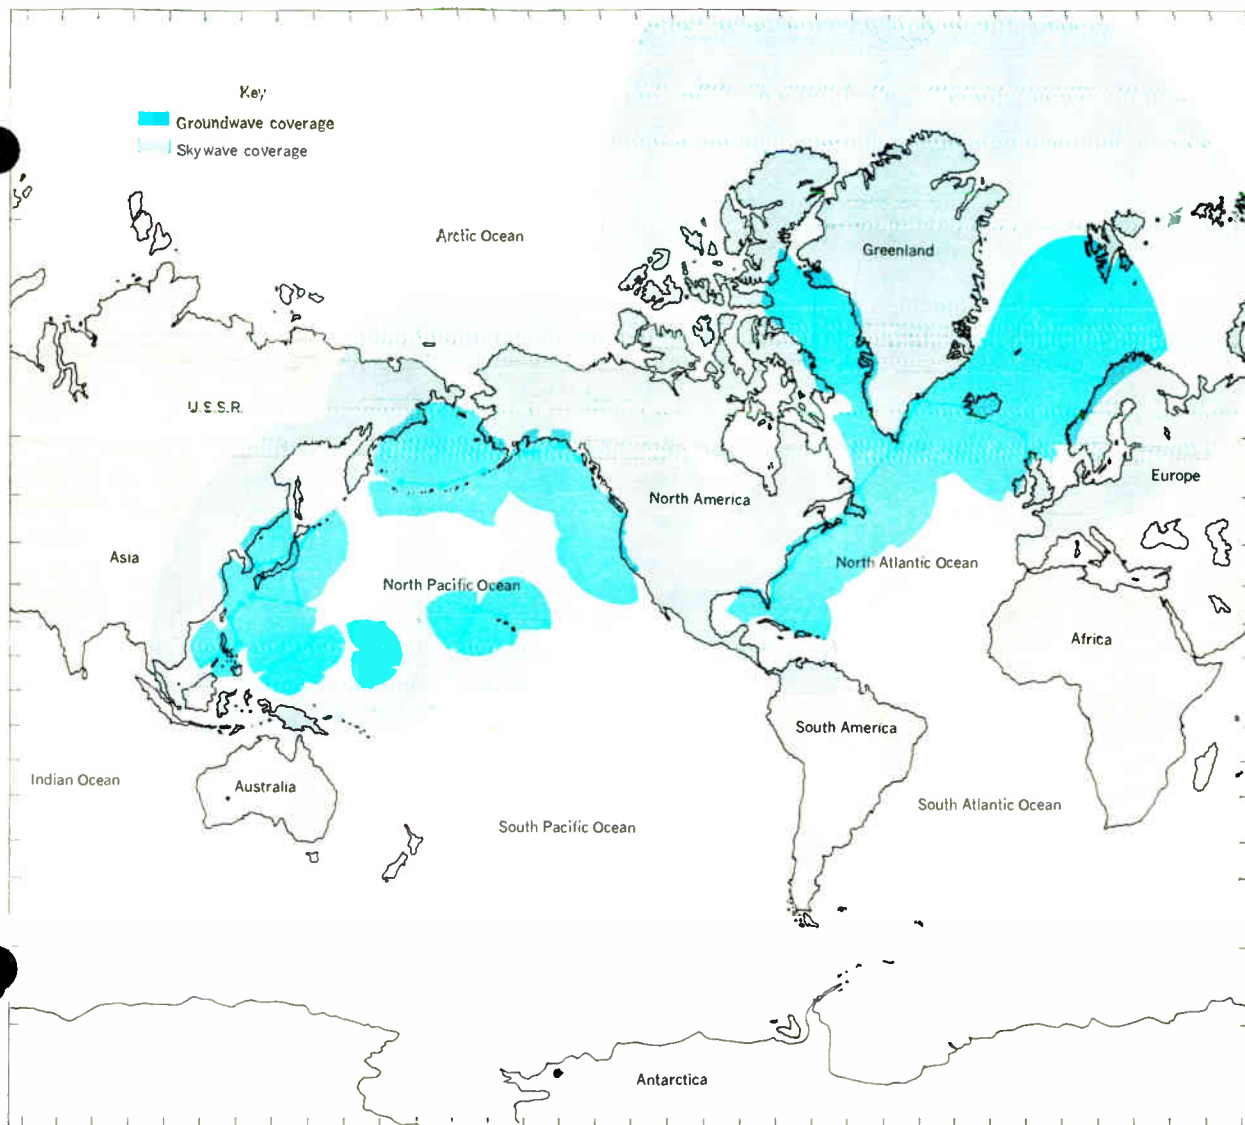 Key
Groundwave coverage
Skywave coverage
Arctic Ocean
Greenland
U.S.S.R.
Europe
North America
Asia
North Atlantic Ocean
North Pacific Ocean
Africa
South America
Indian Ocean
Australia
South Atlantic Ocean
South Pacific Ocean
Antarctica